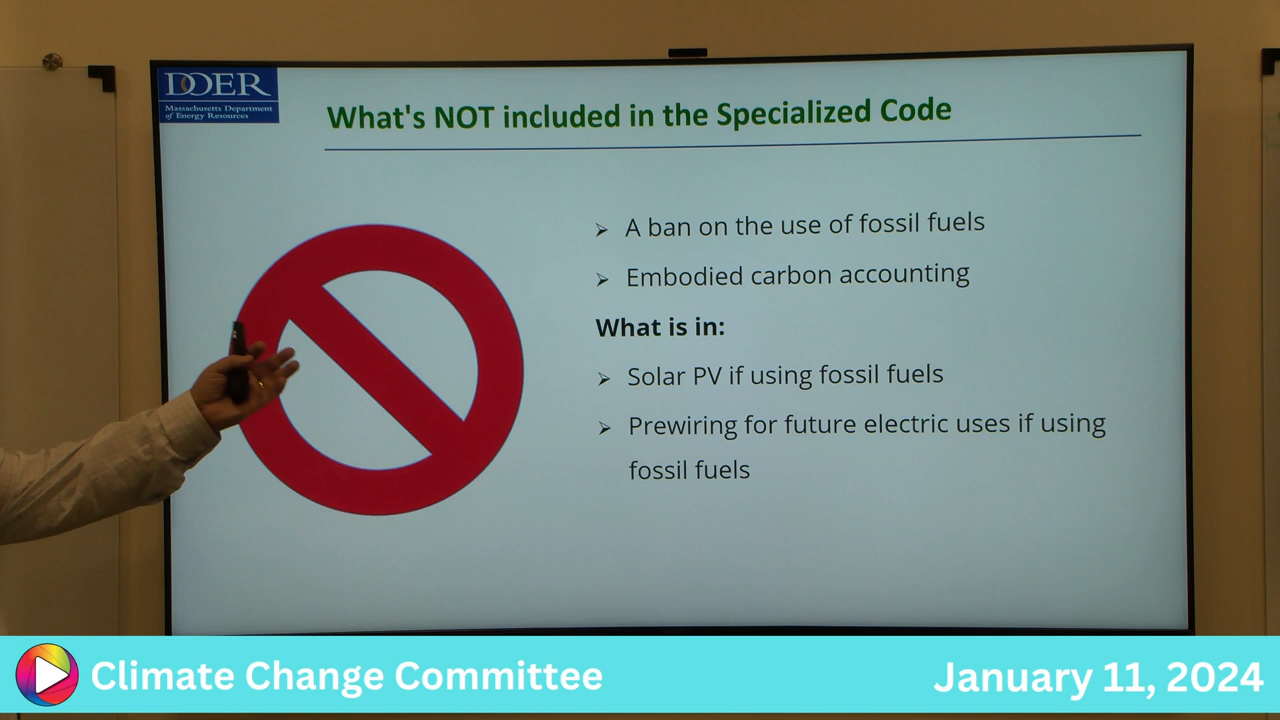 DOER
Massachusetts Department
of Energy Resources
What's NOT included in the Specialized Code
➢ A ban on the use of fossil fuels
➢ Embodied carbon accounting
What is in:
➢ Solar PV if using fossil fuels
➢ Prewiring for future electric uses if using
fossil fuels
Climate Change Committee
January 11, 2024